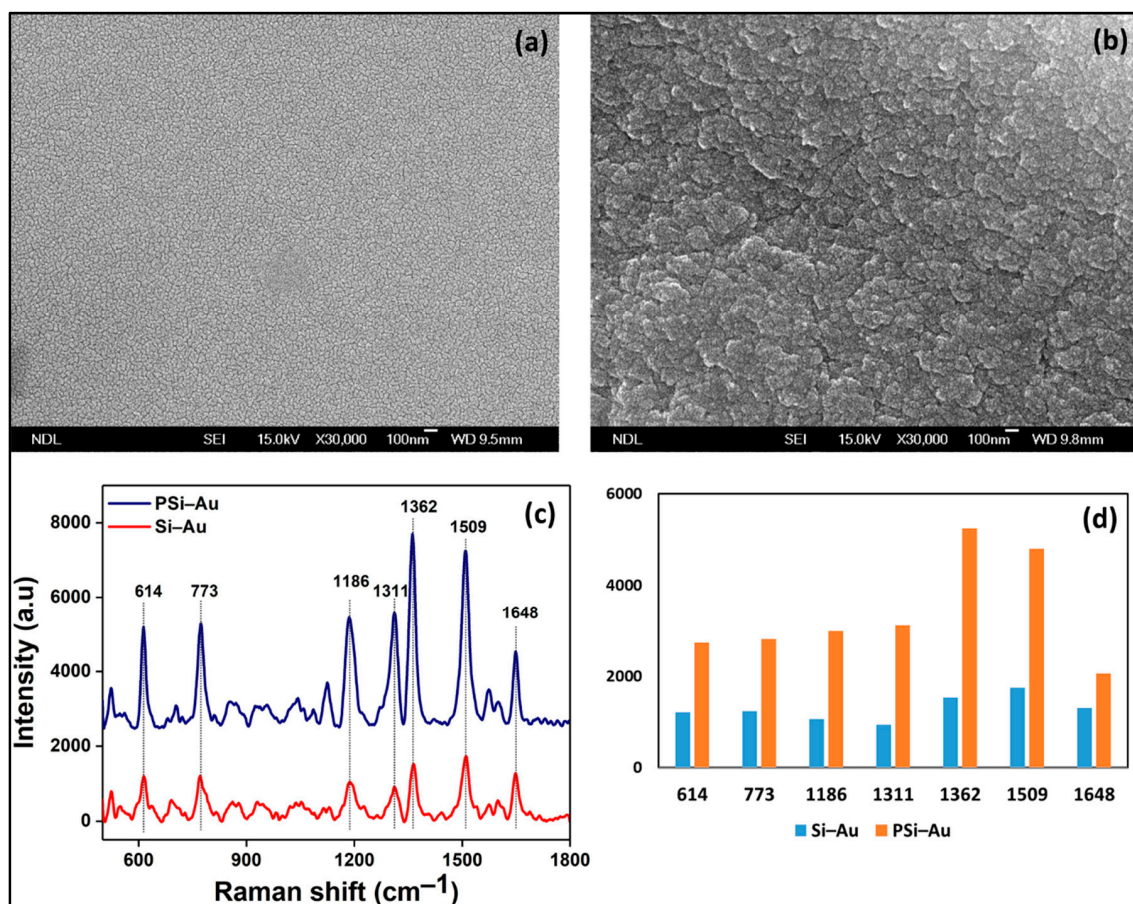 (a)
NDL SEI 15.0kV X30,000 100nm WD 9.5mm
(b)
NDL SEI 15.0kV X30,000 100nm WD 9.8mm
(c)
PSi–Au
Si–Au
8000
6000
4000
2000
0
Intensity (a.u)
614
773
1186
1311
1362
1509
1648
600 900 1200 1500 1800
Raman shift (cm⁻¹)
(d)
6000
4000
2000
0
614 773 1186 1311 1362 1509 1648
Si–Au PSi–Au